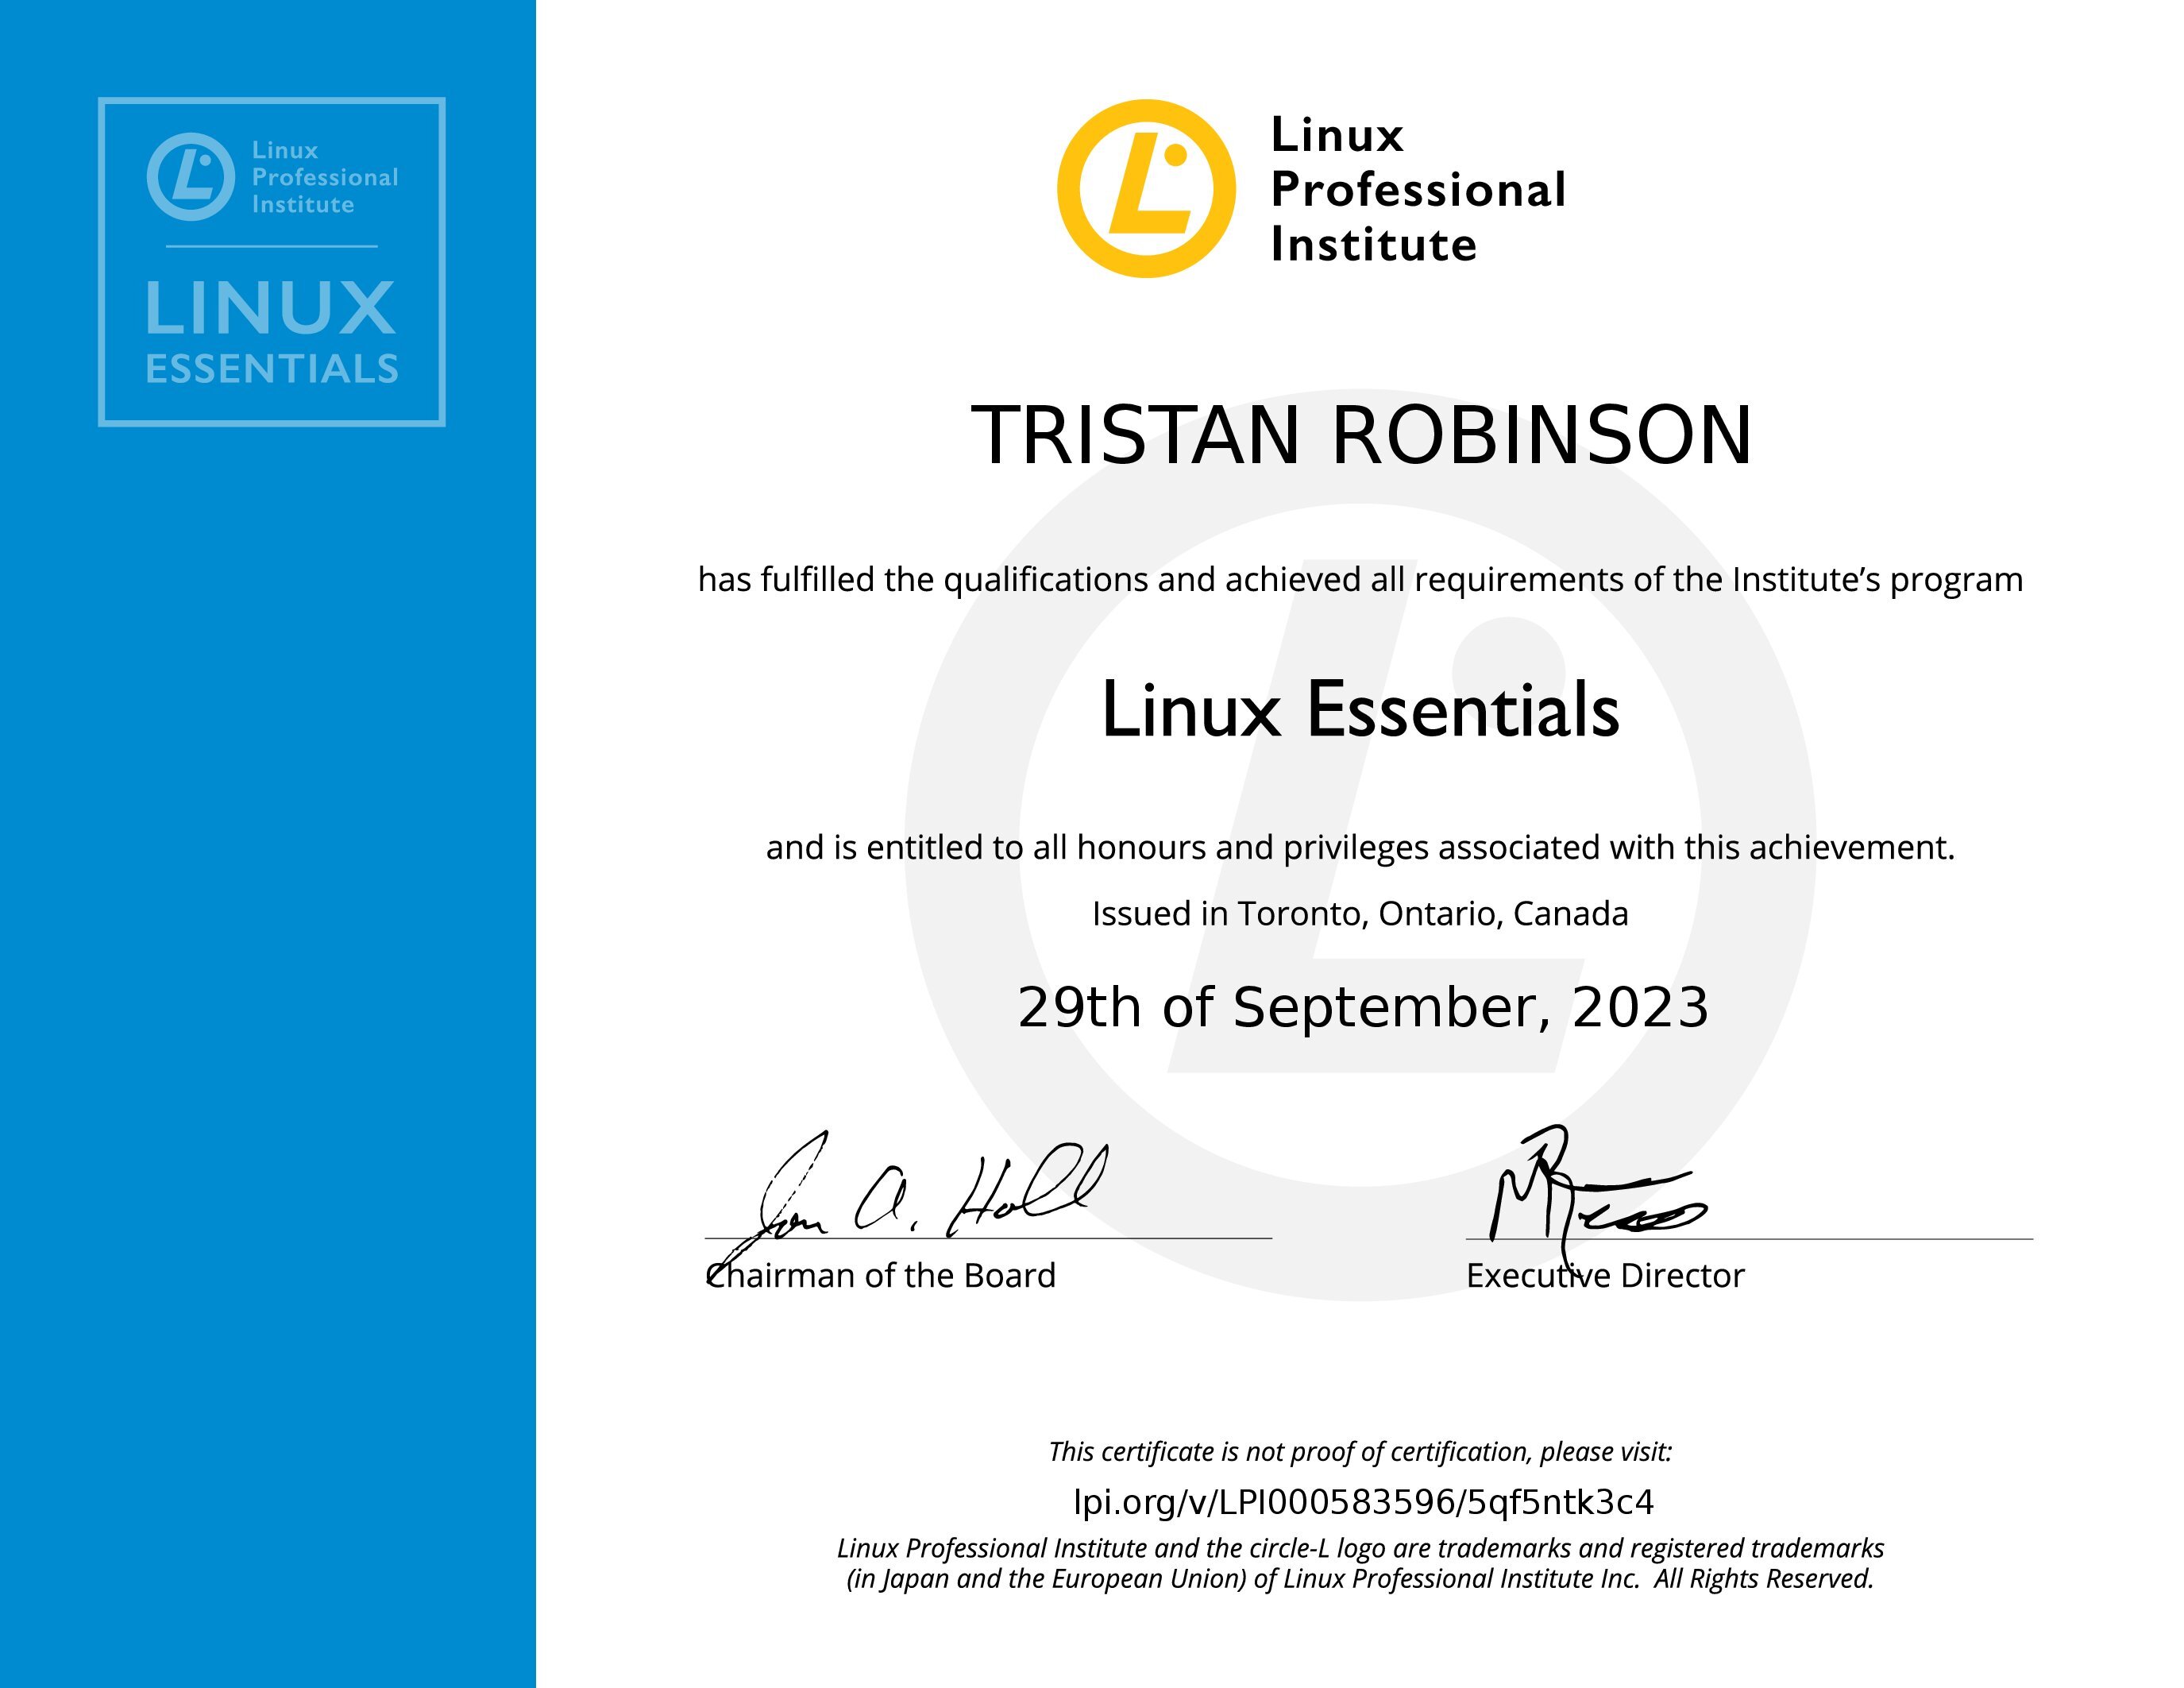 Linux
Professional
Institute
LINUX
ESSENTIALS
Linux
Professional
Institute
TRISTAN ROBINSON
has fulfilled the qualifications and achieved all requirements of the Institute’s program
Linux Essentials
and is entitled to all honours and privileges associated with this achievement.
Issued in Toronto, Ontario, Canada
29th of September, 2023
Jon A. Hall
Chairman of the Board
Executive Director
This certificate is not proof of certification, please visit:
lpi.org/v/LPI000583596/5qf5ntk3c4
Linux Professional Institute and the circle-L logo are trademarks and registered trademarks
(in Japan and the European Union) of Linux Professional Institute Inc.  All Rights Reserved.